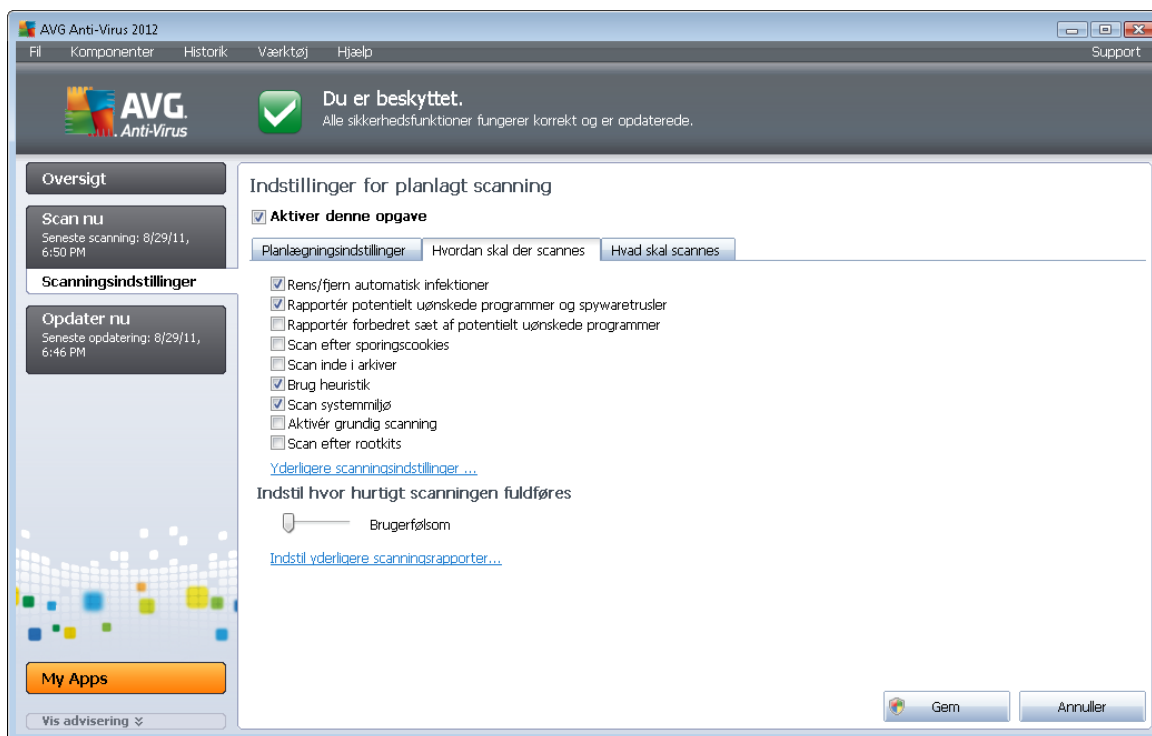 AVG Anti-Virus 2012
Fil Komponenter Historik Værktøj Hjælp Support
AVG.
Anti-Virus
Du er beskyttet.
Alle sikkerhedsfunktioner fungerer korrekt og er opdaterede.
Oversigt
Scan nu
Seneste scanning: 8/29/11,
6:50 PM
Scanningsindstillinger
Opdater nu
Seneste opdatering: 8/29/11,
6:46 PM
My Apps
Vis advisering
Indstillinger for planlagt scanning
Aktiver denne opgave
Planlægningsindstillinger Hvordan skal der scannes Hvad skal scannes
Rens/fjern automatisk infektioner
Rapportér potentielt uønskede programmer og spywaretrusler
Rapportér forbedret sæt af potentielt uønskede programmer
Scan efter sporingscookies
Scan inde i arkiver
Brug heuristik
Scan systemmiljø
Aktivér grundig scanning
Scan efter rootkits
Yderligere scanningsindstillinger ...
Indstil hvor hurtigt scanningen fuldføres
Brugerfølsom
Indstil yderligere scanningsrapporter...
Gem Annuller